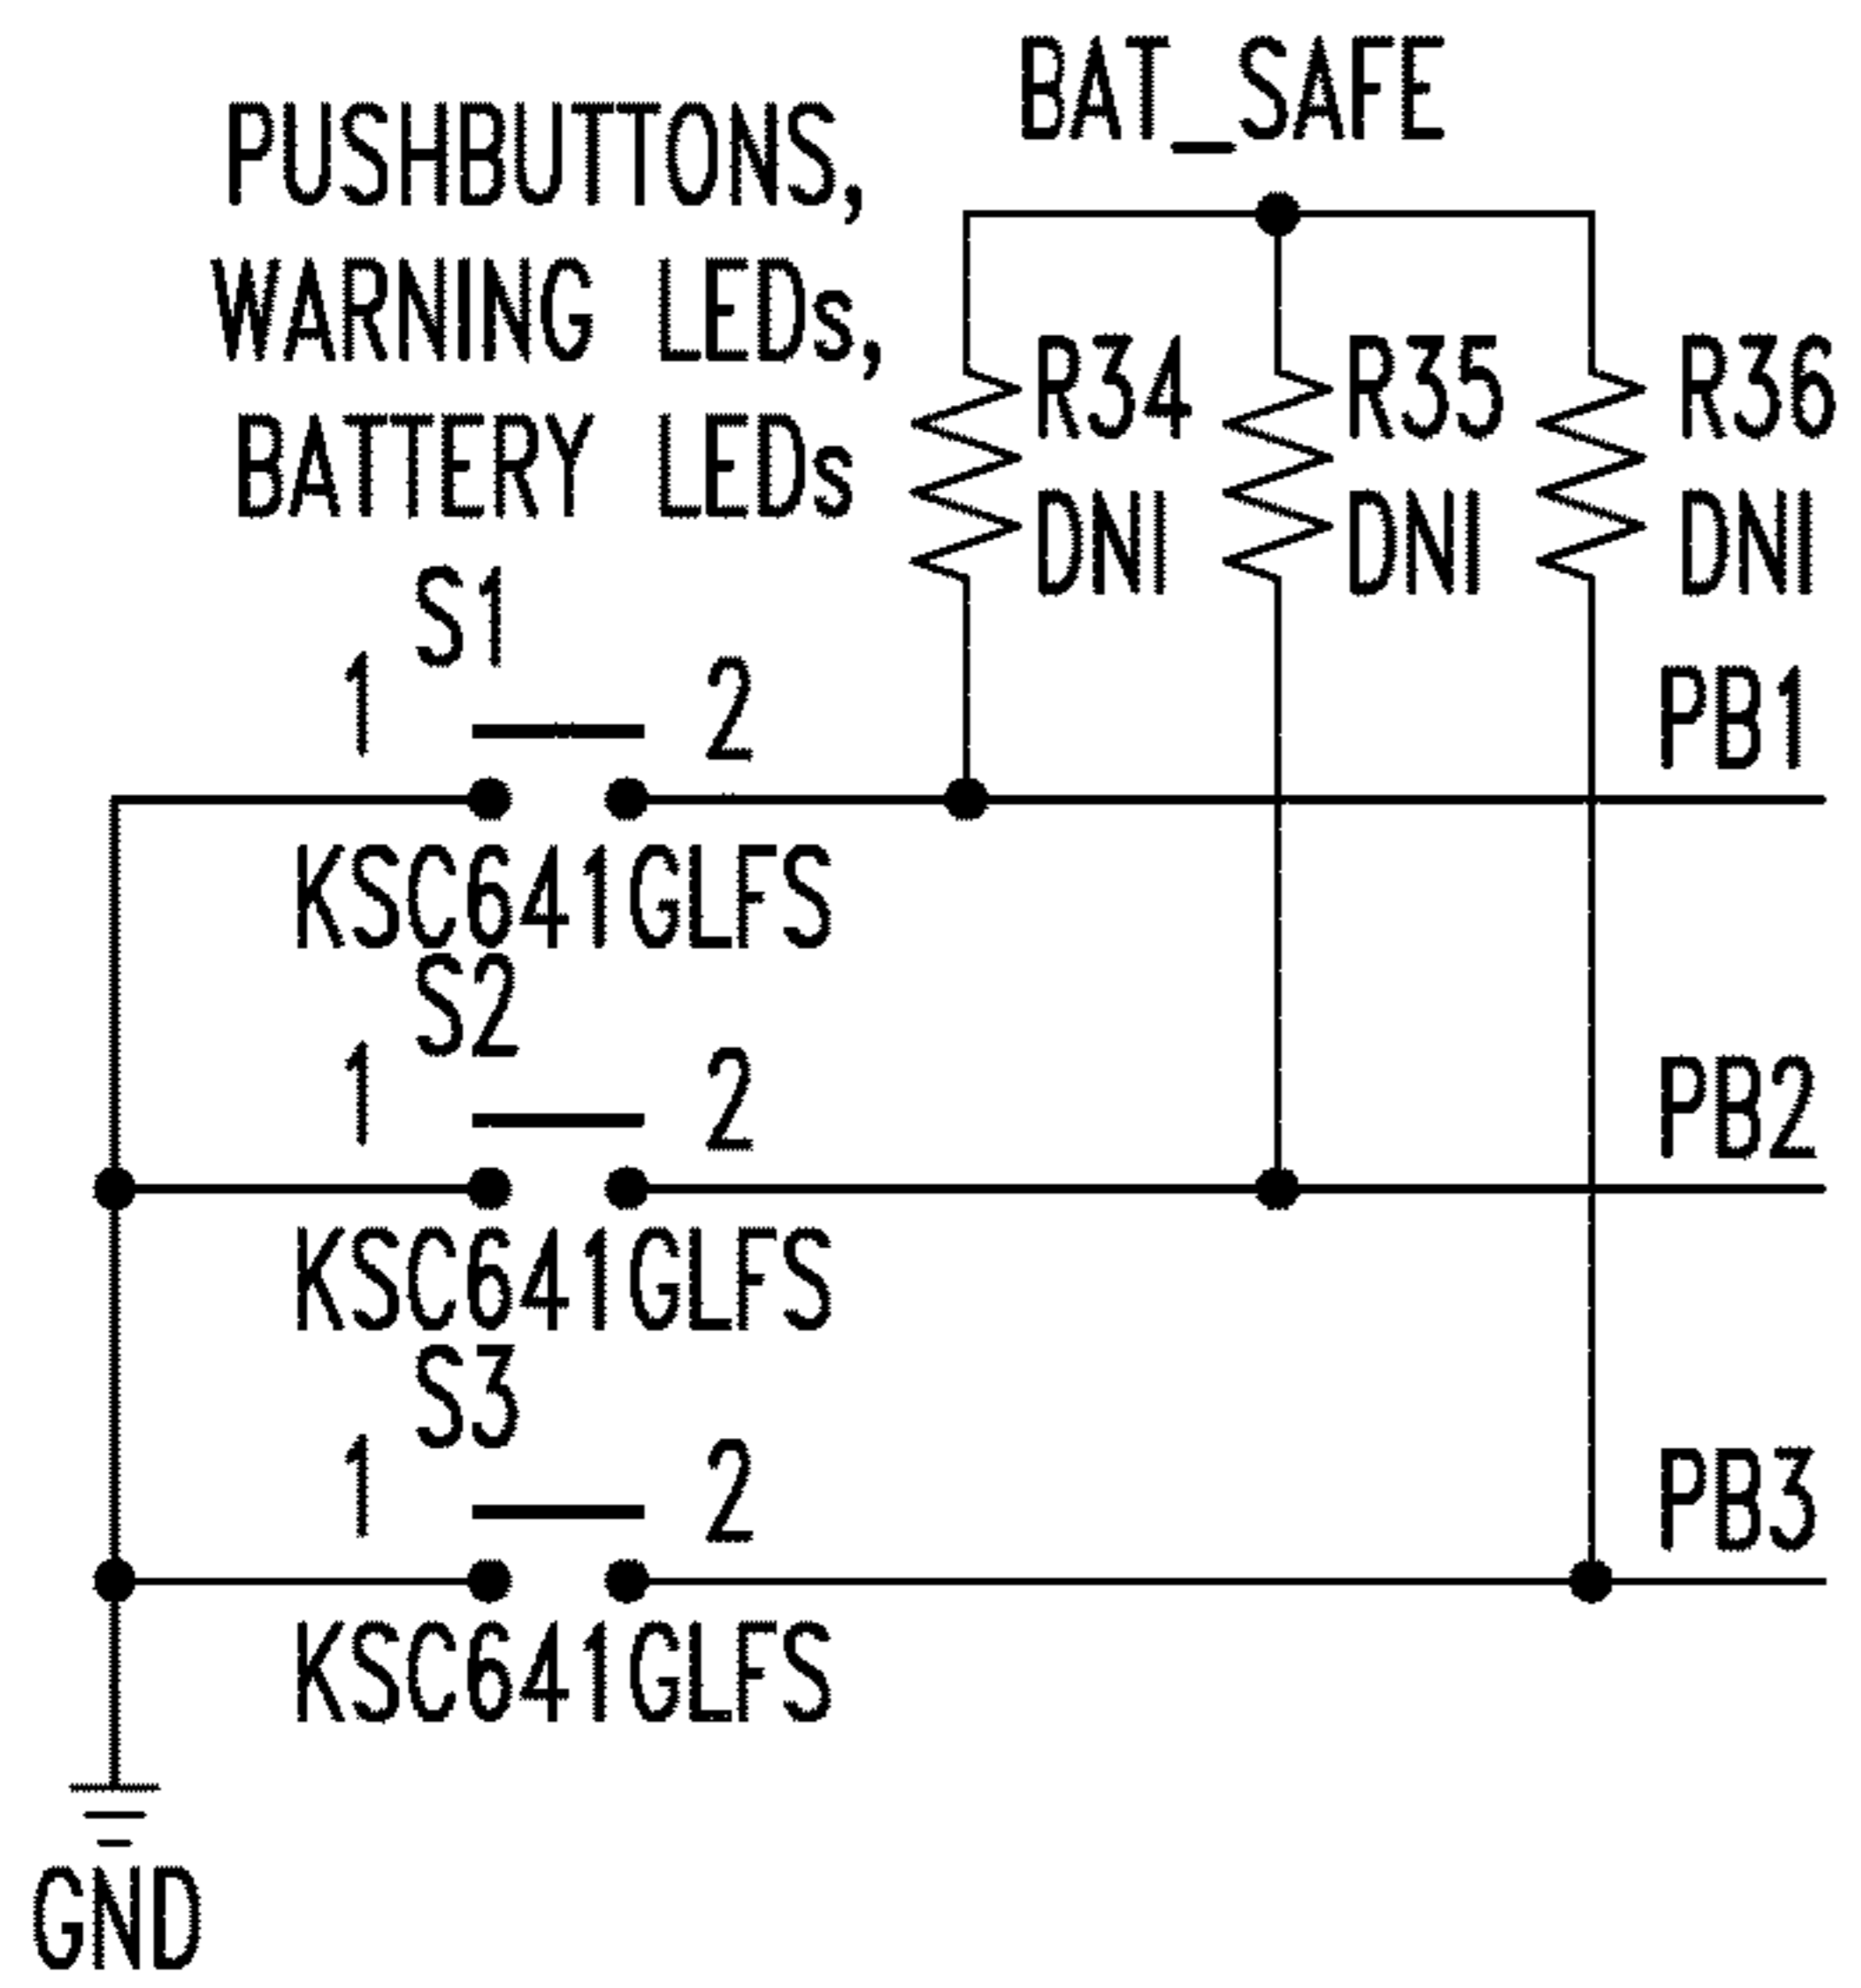 BAT_SAFE
PUSHBUTTONS,
WARNING LEDs,
BATTERY LEDs
R34
DNI
R35
DNI
R36
DNI
S1
1 2
PB1
KSC641GLFS
S2
1 2
PB2
KSC641GLFS
S3
1 2
PB3
KSC641GLFS
GND